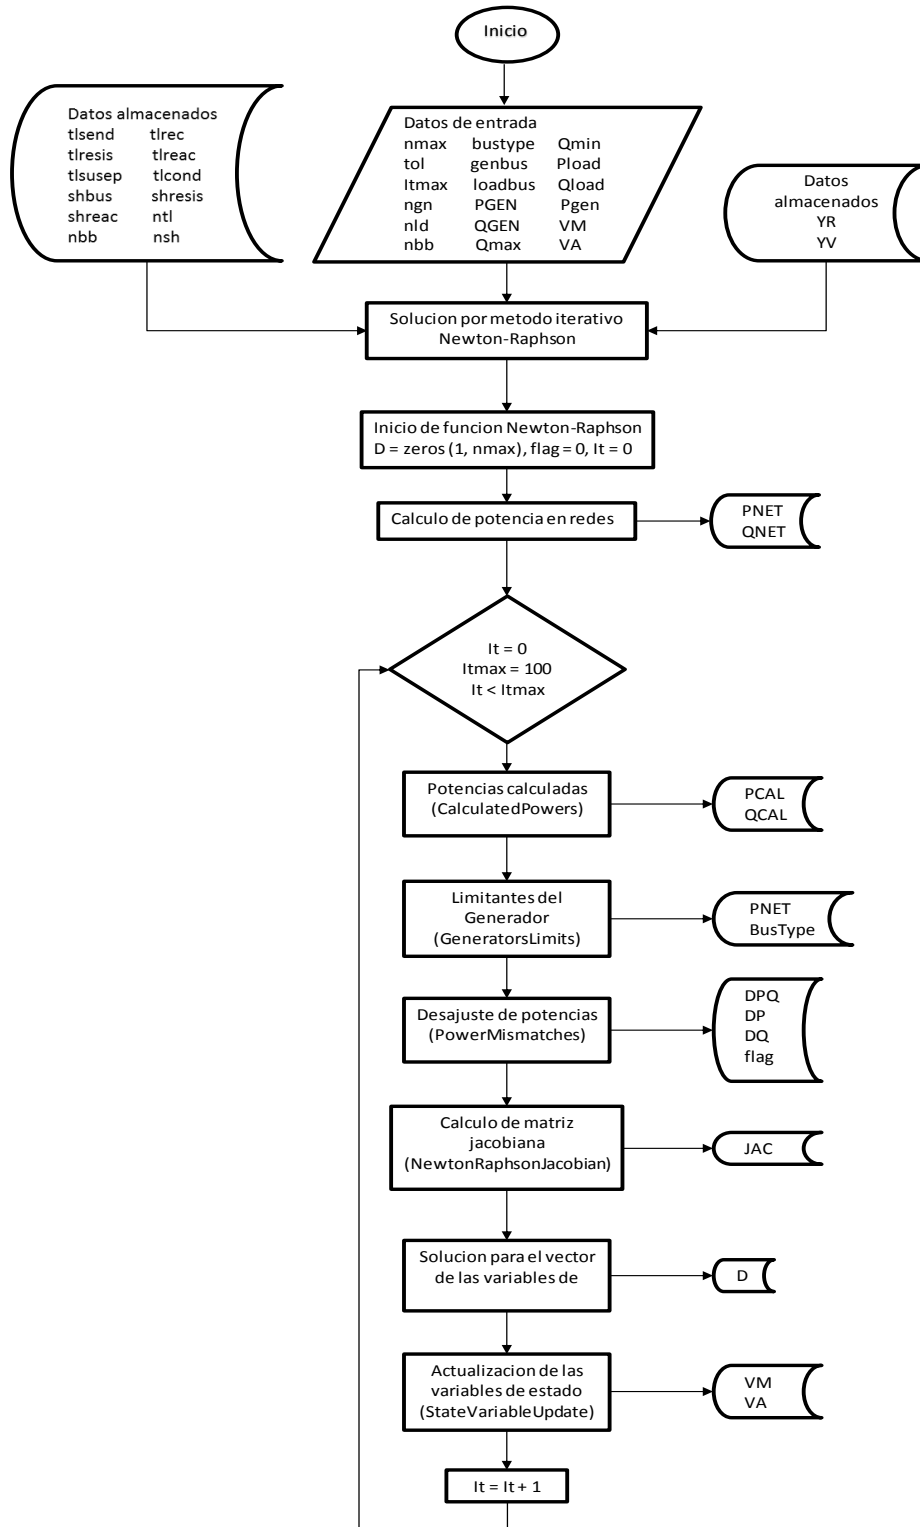 Inicio
Datos almacenados
tlsend tlrec
tlresis tlreac
tlsusep tlcond
shbus shresis
shreac ntl
nbb nsh
Datos de entrada
nmax bustype Qmin
tol genbus Pload
Itmax loadbus Qload
ngn PGEN Pgen
nld QGEN VM
nbb Qmax VA
Datos
almacenados
YR
YV
Solucion por metodo iterativo
Newton-Raphson
Inicio de funcion Newton-Raphson
D = zeros (1, nmax), flag = 0, It = 0
Calculo de potencia en redes
PNET
QNET
It = 0
Itmax = 100
It < Itmax
Potencias calculadas
(CalculatedPowers)
PCAL
QCAL
Limitantes del
Generador
(GeneratorsLimits)
PNET
BusType
Desajuste de potencias
(PowerMismatches)
DPQ
DP
DQ
flag
Calculo de matriz
jacobiana
(NewtonRaphsonJacobian)
JAC
Solucion para el vector
de las variables de
D
Actualizacion de las
variables de estado
(StateVariableUpdate)
VM
VA
It = It + 1